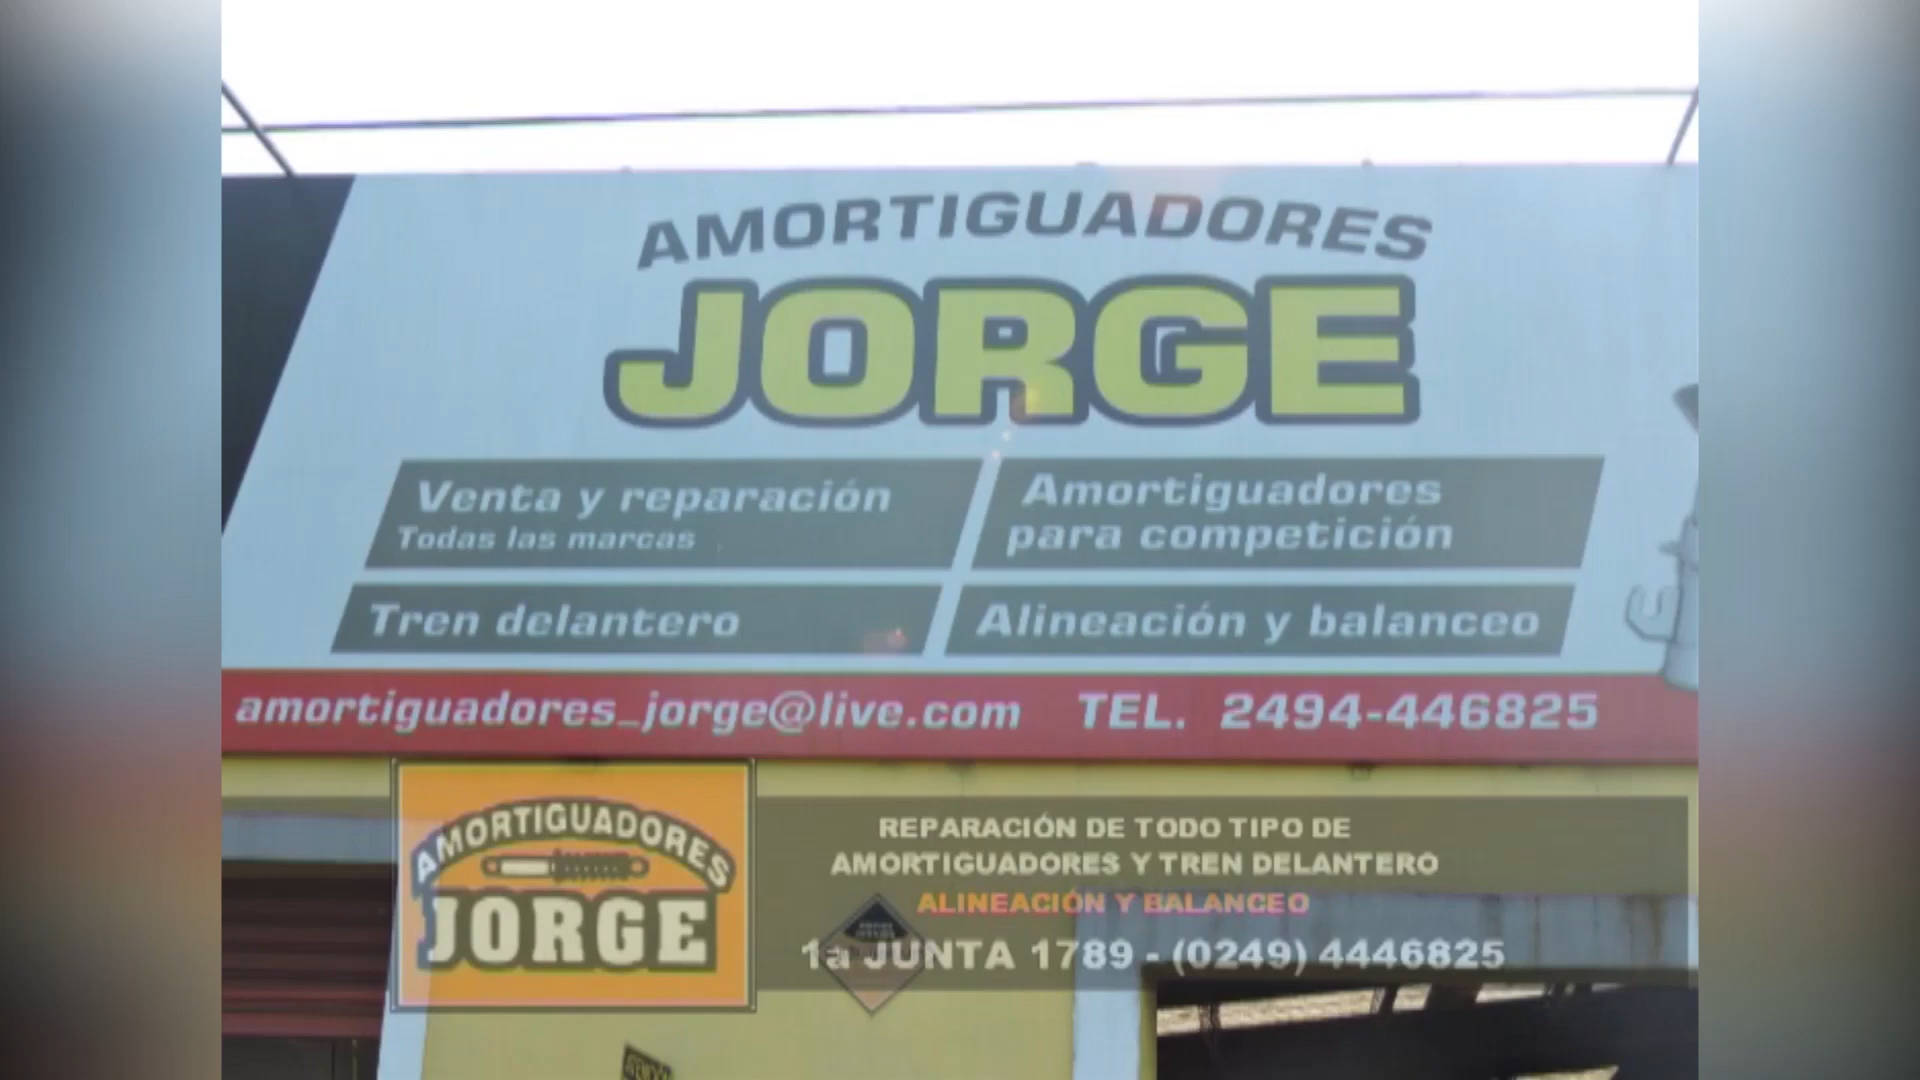 AMORTIGUADORES
JORGE
Venta y reparación
Todas las marcas
Amortiguadores
para competición
Tren delantero
Alineación y balanceo
amortiguadores_jorge@live.com TEL. 2494-446825
AMORTIGUADORES
JORGE
REPARACIÓN DE TODO TIPO DE
AMORTIGUADORES Y TREN DELANTERO
ALINEACIÓN Y BALANCEO
1a JUNTA 1789 - (0249) 4446825